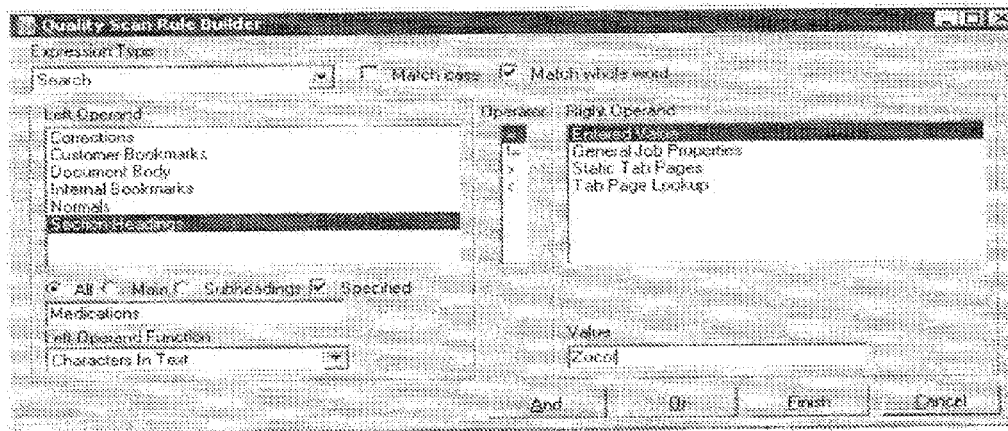 Quality Scan Rule Builder
Expression Type
Search
Match case
Match whole word
Left Operand
Operator
Right Operand
Corrections
Customer Bookmarks
Document Body
Internal Bookmarks
Normals
Section Headings
=
!=
>
<
Entered Value
General Job Properties
Static Tab Pages
Tab Page Lookup
All Main Subheadings Specified
Medications
Left Operand Function
Characters In Text
Value
Zocol
And Or Finish Cancel